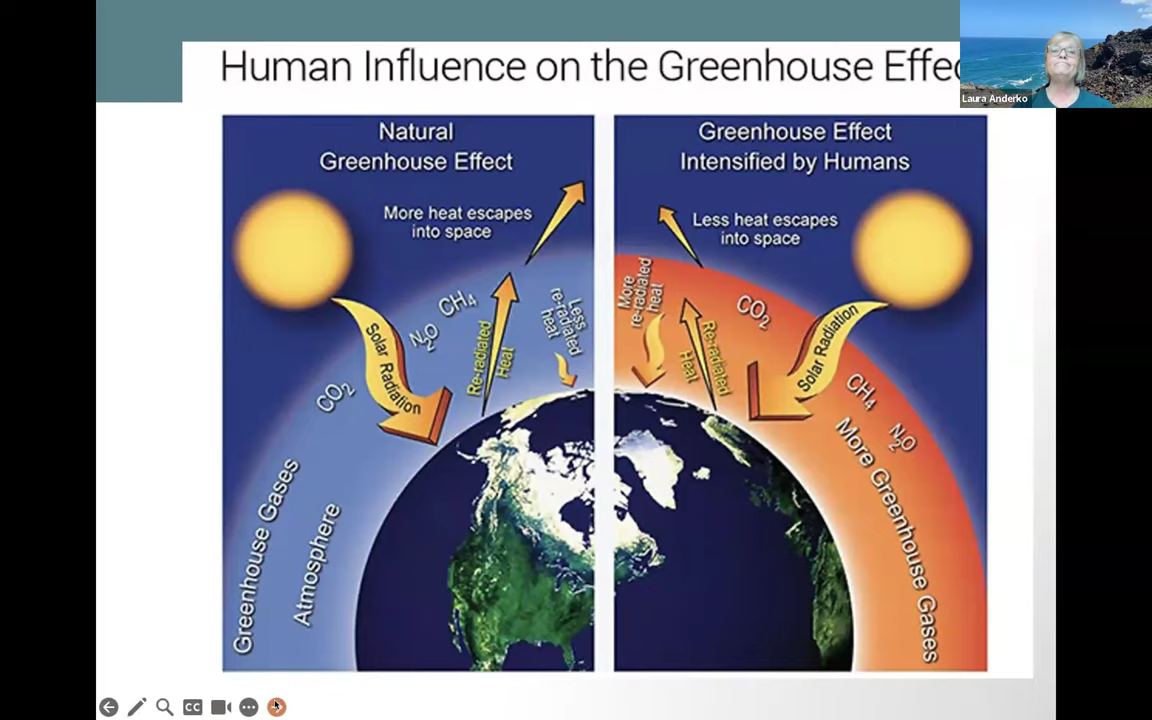 Human Influence on the Greenhouse Effec
Laura Anderko
Natural
Greenhouse Effect
More heat escapes
into space
CH4
N2O
CO2
Solar Radiation
Re-radiated
Heat
Less
re-radiated
heat
Greenhouse Gases
Atmosphere
Greenhouse Effect
Intensified by Humans
Less heat escapes
into space
More
re-radiated
heat
CO2
Re-radiated
Heat
Solar Radiation
CH4
N2O
More Greenhouse Gases
CC